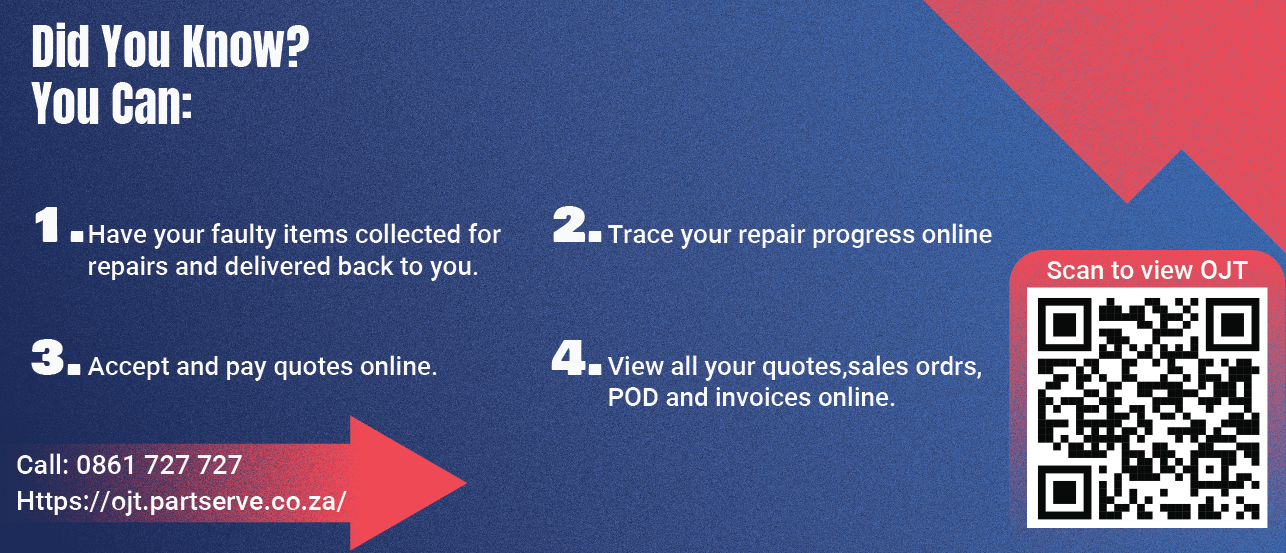 Did You Know?
You Can:
1. Have your faulty items collected for
repairs and delivered back to you.
2. Trace your repair progress online
3. Accept and pay quotes online.
4. View all your quotes,sales ordrs,
POD and invoices online.
Call: 0861 727 727
Https://ojt.partserve.co.za/
Scan to view OJT